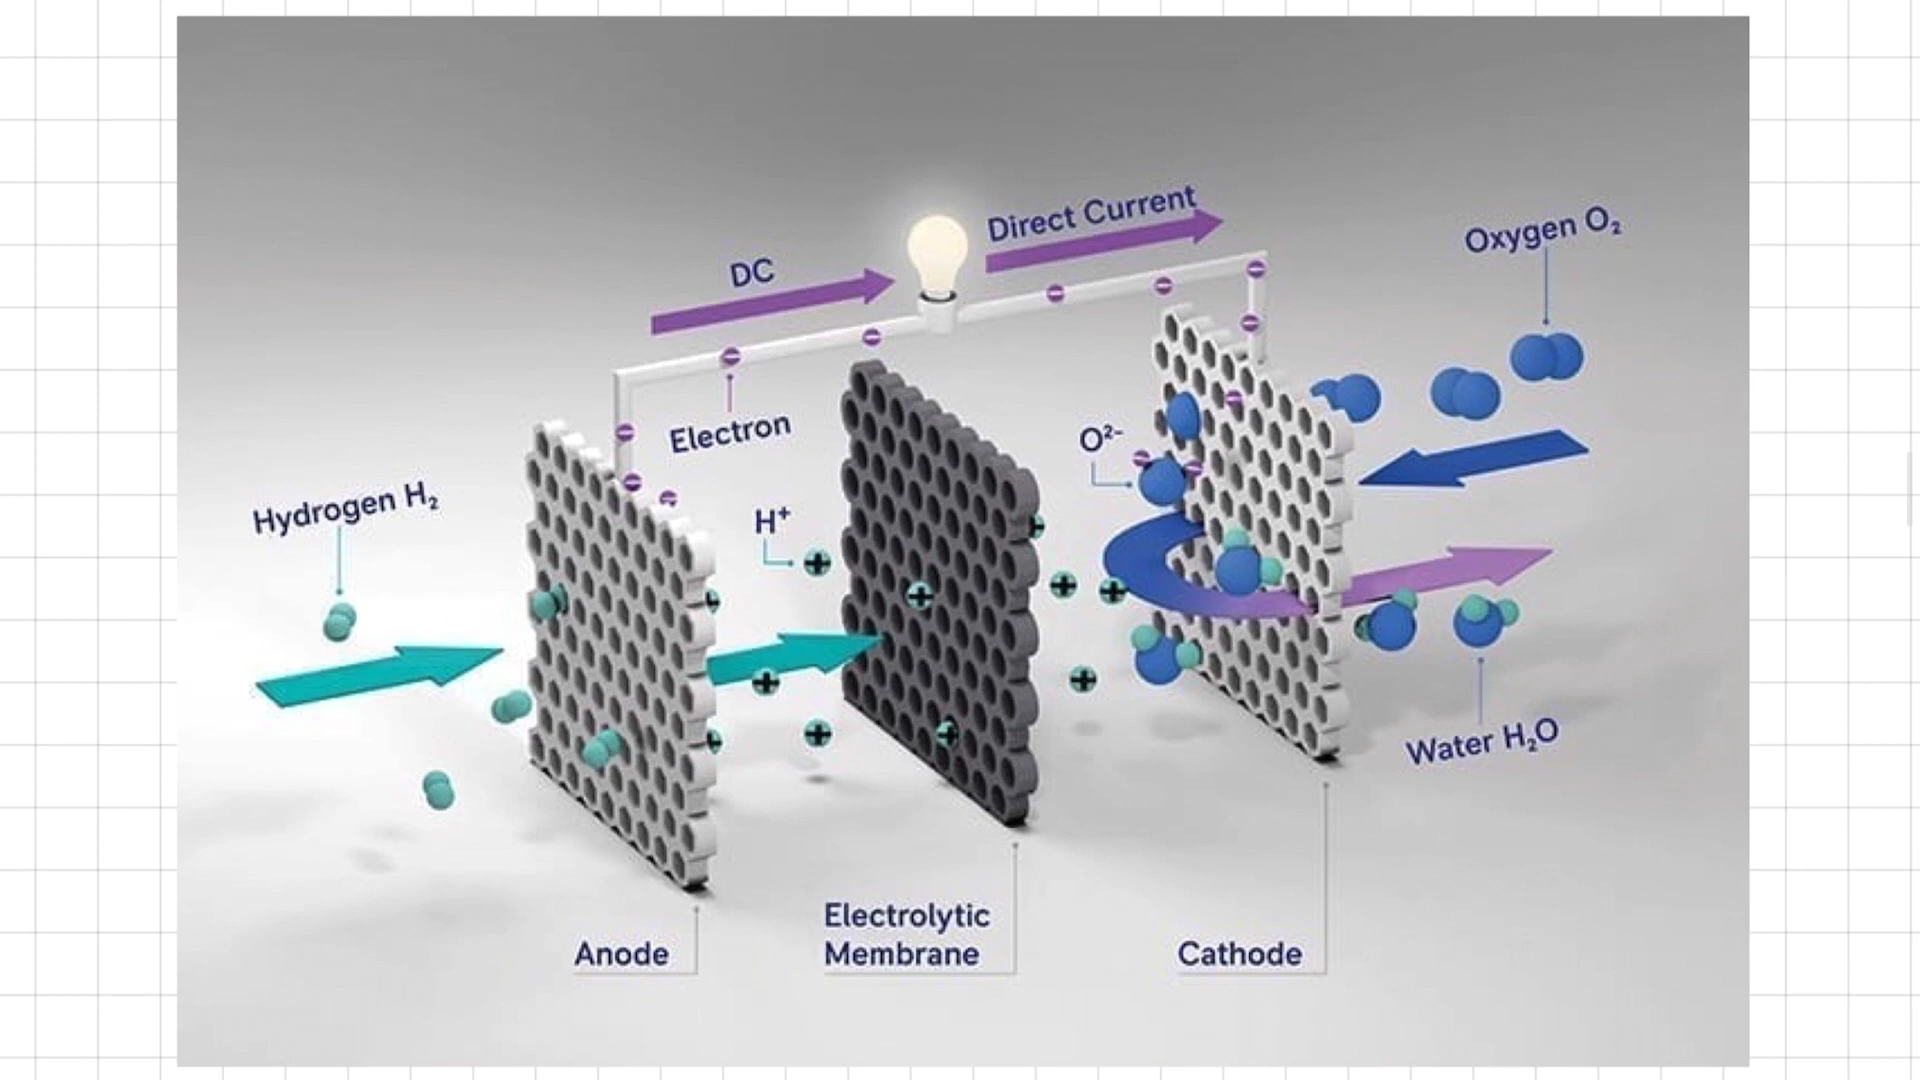 Direct Current
DC
Oxygen O₂
Electron
O²⁻
Hydrogen H₂
H⁺
Water H₂O
Anode
Electrolytic
Membrane
Cathode